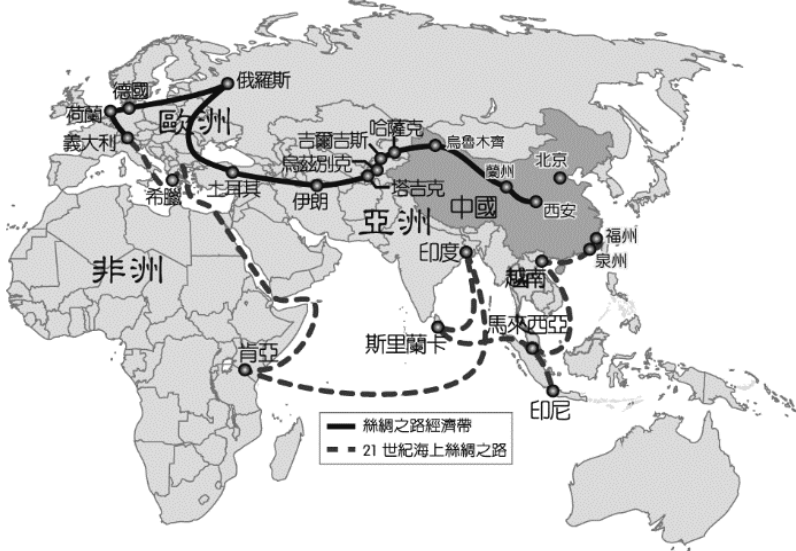 俄羅斯
德國
荷蘭
歐洲
義大利
哈薩克
吉爾吉斯
烏魯木齊
烏茲別克
北京
蘭州
希臘
土耳其
伊朗
塔吉克
西安
中國
亞洲
福州
泉州
印度
越南
非洲
馬來西亞
斯里蘭卡
肯亞
印尼
絲綢之路經濟帶
21世紀海上絲綢之路